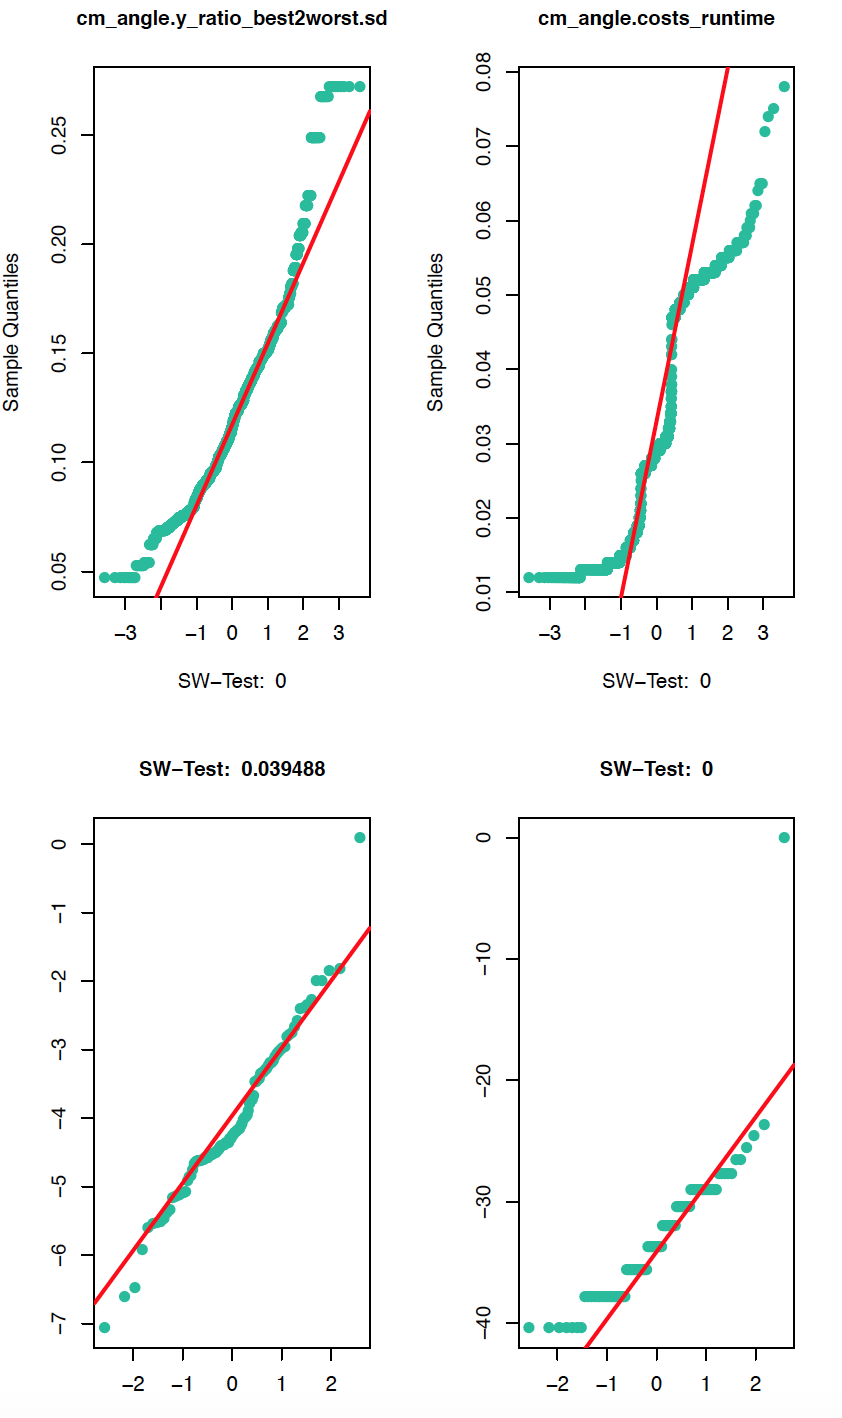 cm_angle.y_ratio_best2worst.sd
Sample Quantiles
0.25
0.20
0.15
0.10
0.05
−3 −1 0 1 2 3
SW−Test: 0
cm_angle.costs_runtime
Sample Quantiles
0.08
0.07
0.06
0.05
0.04
0.03
0.02
0.01
−3 −1 0 1 2 3
SW−Test: 0
SW−Test: 0.039488
0
−1
−2
−3
−4
−5
−6
−7
−2 −1 0 1 2
SW−Test: 0
0
−10
−20
−30
−40
−2 −1 0 1 2